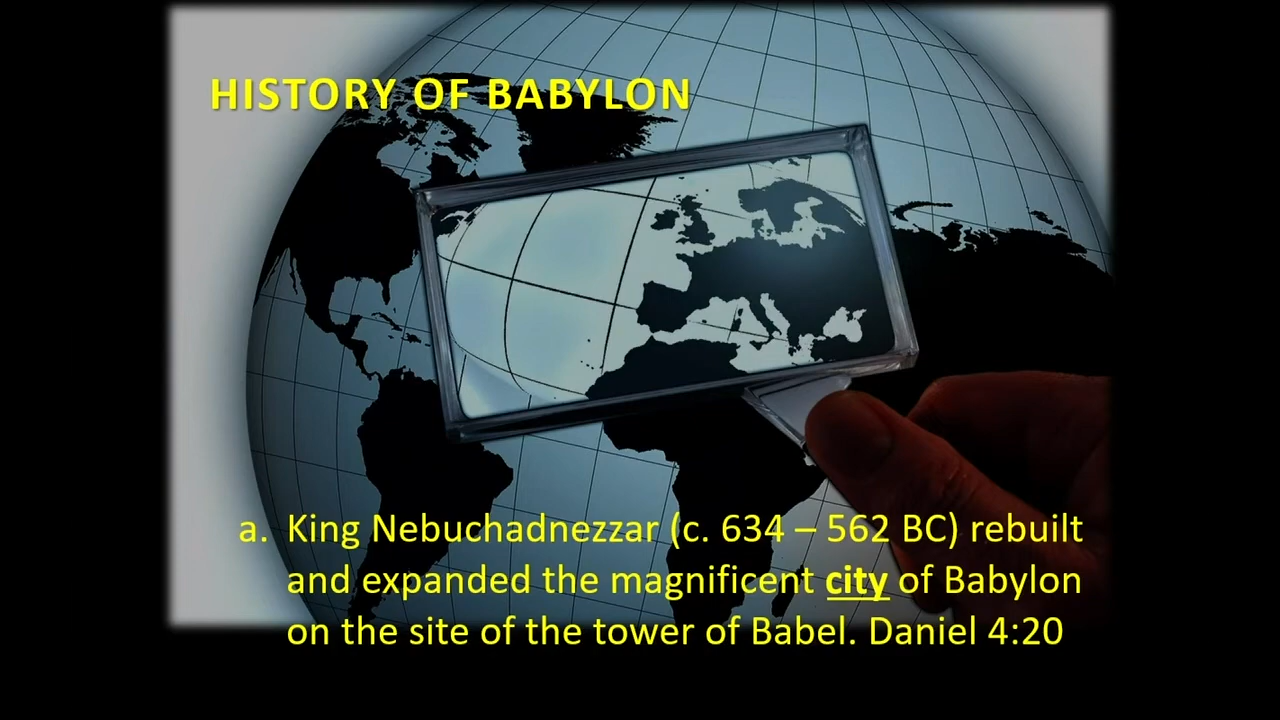 HISTORY OF BABYLON
a. King Nebuchadnezzar (c. 634 – 562 BC) rebuilt
and expanded the magnificent city of Babylon
on the site of the tower of Babel. Daniel 4:20